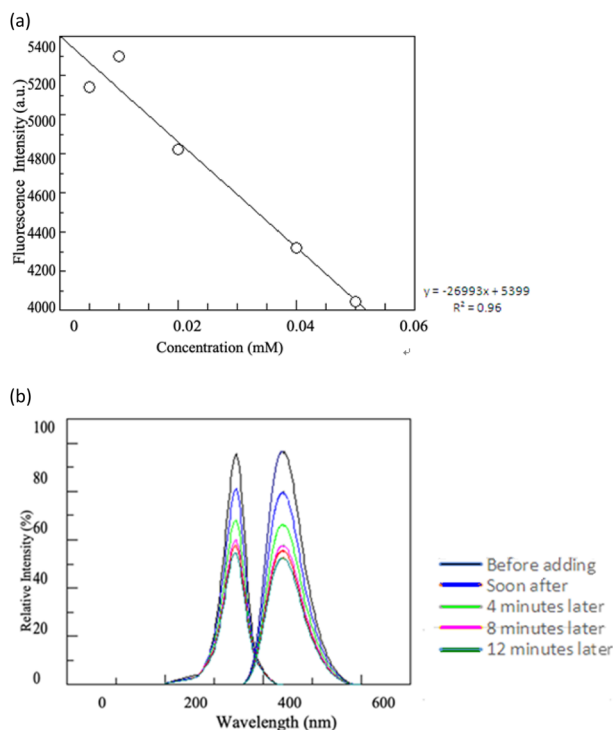 (a)
5400
5200
5000
4800
4600
4400
4200
4000
Fluorescence Intensity (a.u.)
0 0.02 0.04 0.06
Concentration (mM)
y = -26993x + 5399
R² = 0.96
(b)
100
80
60
40
20
0
Relative Intensity (%)
0 200 400 600
Wavelength (nm)
Before adding
Soon after
4 minutes later
8 minutes later
12 minutes later